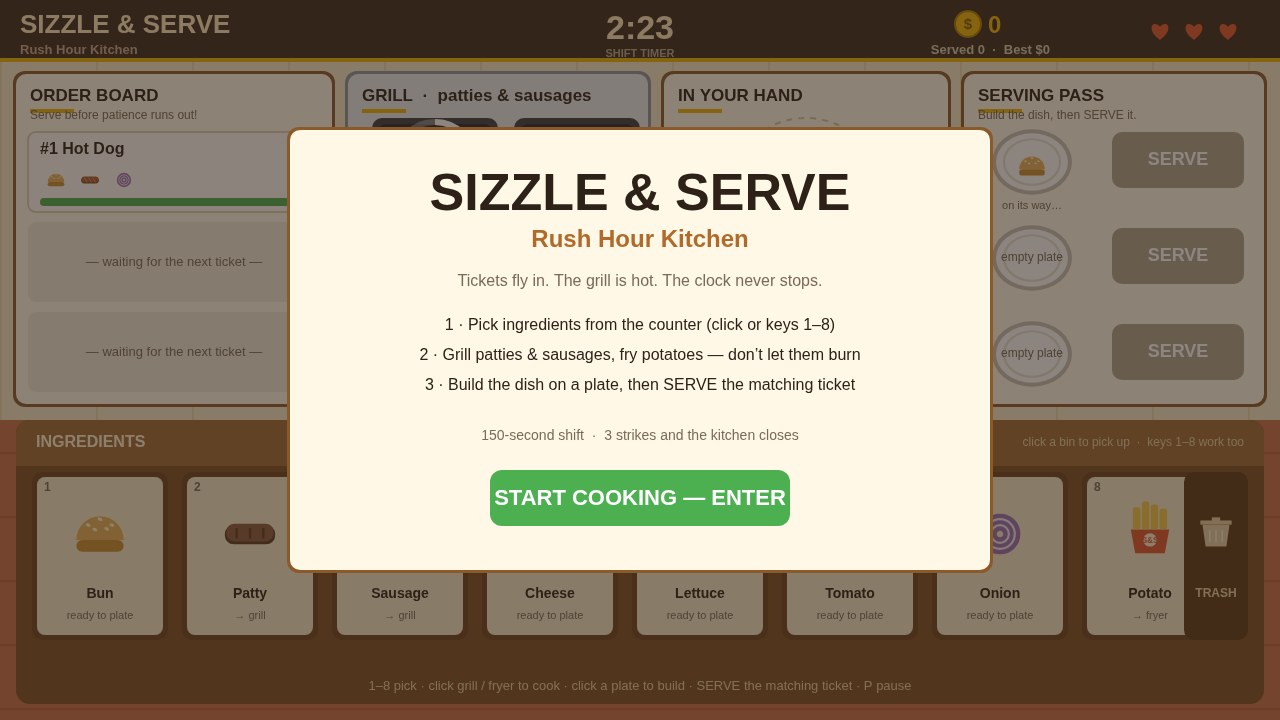 SIZZLE & SERVE
Rush Hour Kitchen
2:23
SHIFT TIMER
$ 0
Served 0 · Best $0
ORDER BOARD
Serve before patience runs out!
#1 Hot Dog
— waiting for the next ticket —
— waiting for the next ticket —
GRILL · patties & sausages
IN YOUR HAND
SERVING PASS
Build the dish, then SERVE it.
SERVE
on its way…
empty plate
SERVE
empty plate
SERVE
SIZZLE & SERVE
Rush Hour Kitchen
Tickets fly in. The grill is hot. The clock never stops.
1 · Pick ingredients from the counter (click or keys 1–8)
2 · Grill patties & sausages, fry potatoes — don’t let them burn
3 · Build the dish on a plate, then SERVE the matching ticket
150-second shift · 3 strikes and the kitchen closes
START COOKING — ENTER
INGREDIENTS
click a bin to pick up · keys 1–8 work too
1
Bun
ready to plate
2
Patty
→ grill
Sausage
→ grill
Cheese
ready to plate
Lettuce
ready to plate
Tomato
ready to plate
Onion
ready to plate
8
Potato
→ fryer
TRASH
1–8 pick · click grill / fryer to cook · click a plate to build · SERVE the matching ticket · P pause